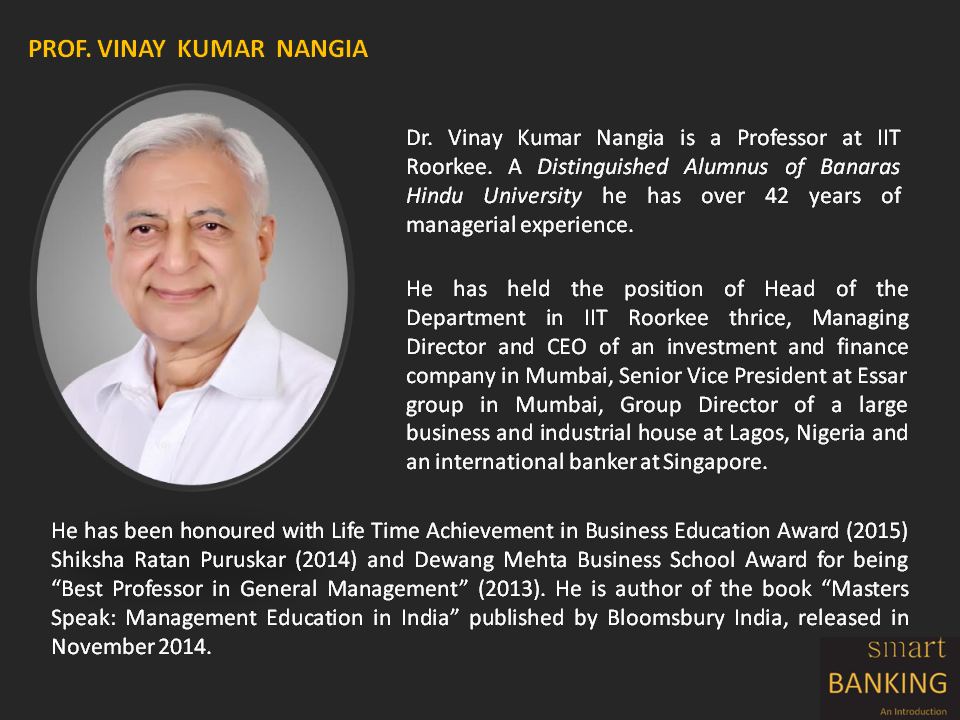 PROF. VINAY KUMAR NANGIA
Dr. Vinay Kumar Nangia is a Professor at IIT
Roorkee. A Distinguished Alumnus of Banaras
Hindu University he has over 42 years of
managerial experience.
He has held the position of Head of the
Department in IIT Roorkee thrice, Managing
Director and CEO of an investment and finance
company in Mumbai, Senior Vice President at Essar
group in Mumbai, Group Director of a large
business and industrial house at Lagos, Nigeria and
an international banker at Singapore.
He has been honoured with Life Time Achievement in Business Education Award (2015)
Shiksha Ratan Puruskar (2014) and Dewang Mehta Business School Award for being
“Best Professor in General Management” (2013). He is author of the book “Masters
Speak: Management Education in India” published by Bloomsbury India, released in
November 2014.
smart
BANKING
An Introduction